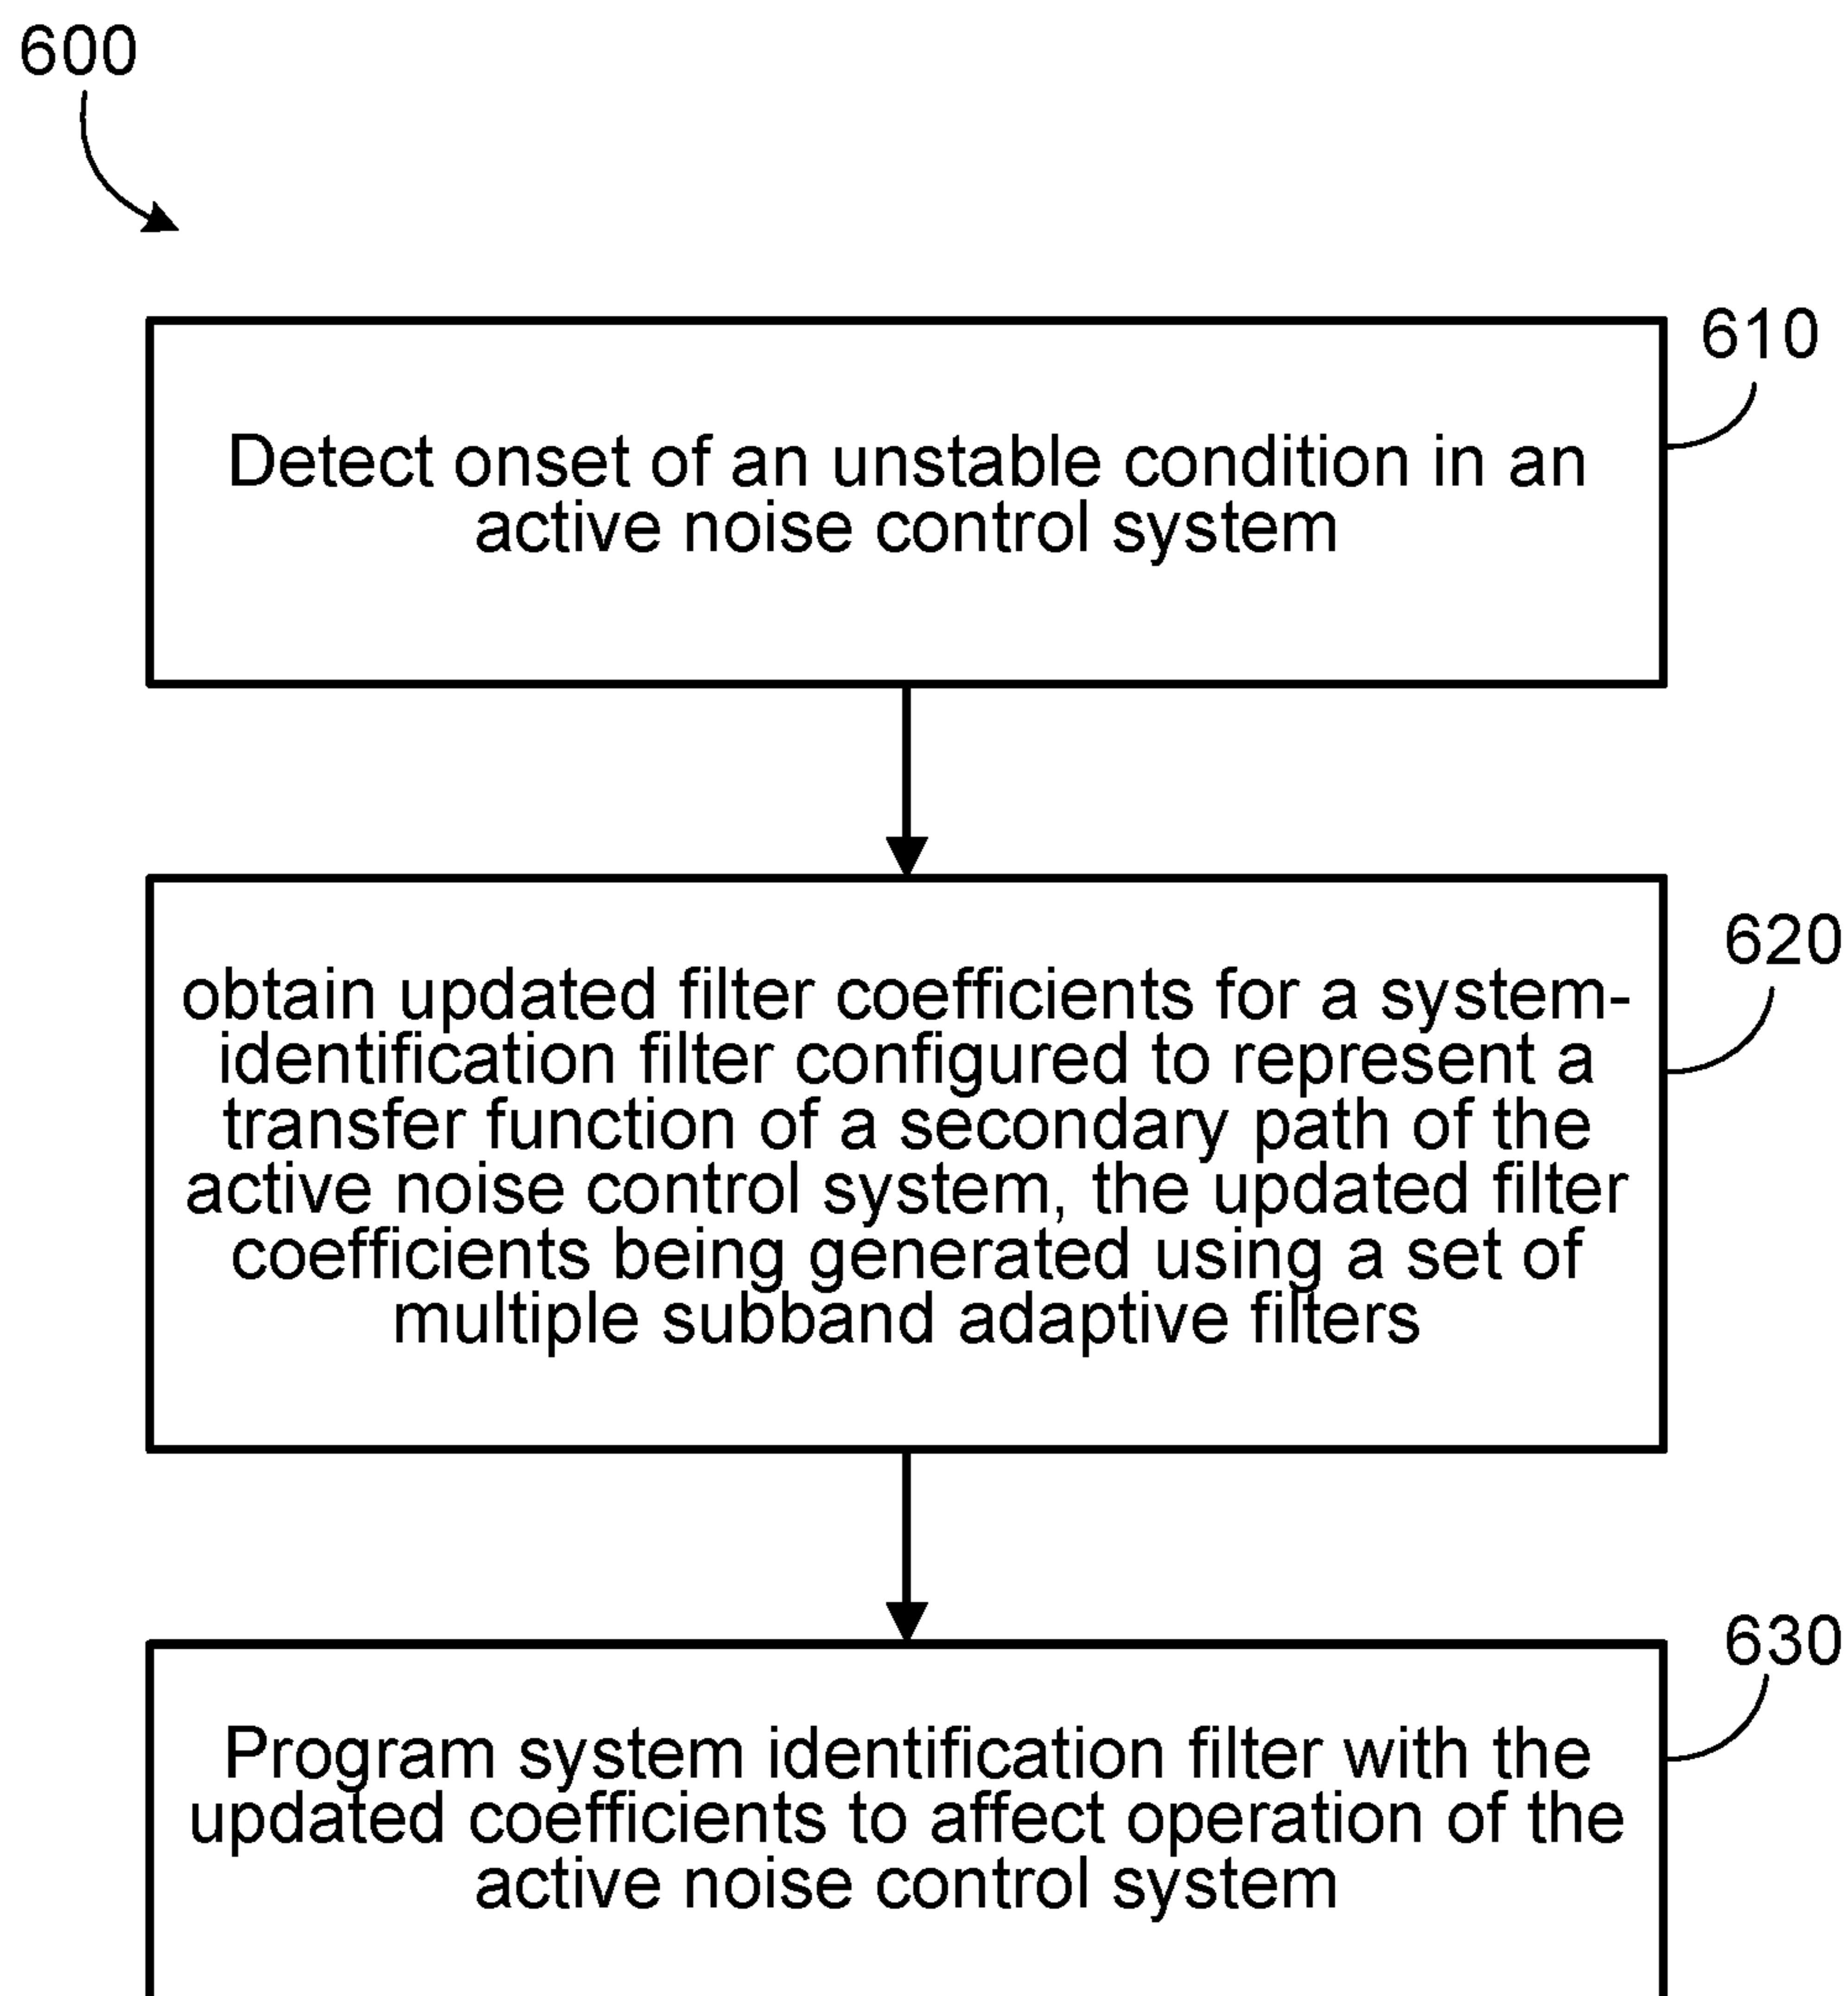 600
610
Detect onset of an unstable condition in an
active noise control system
620
obtain updated filter coefficients for a system-
identification filter configured to represent a
transfer function of a secondary path of the
active noise control system, the updated filter
coefficients being generated using a set of
multiple subband adaptive filters
630
Program system identification filter with the
updated coefficients to affect operation of the
active noise control system